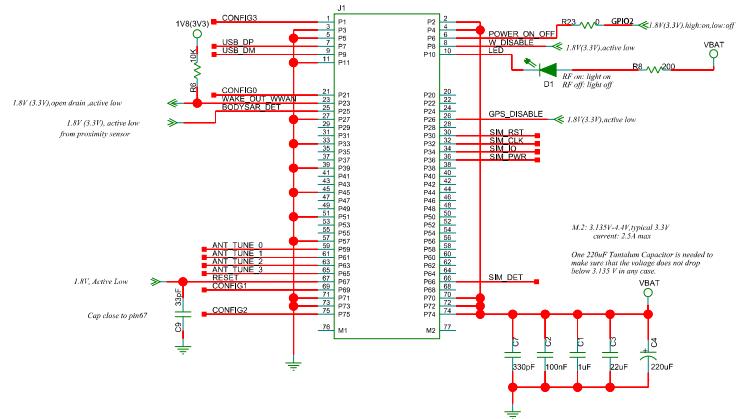 J1
CONFIG3
1 P1 P2 2
3 P3 P4 4
5 P5 P6 6 POWER_ON_OFF R23 0 GPIO2 1.8V(3.3V).high:on,low:off
1V8(3V3)
USB_DP 7 P7 P8 8 W_DISABLE 1.8V(3.3V),active low
USB_DM 9 P9 P10 10 LED
11 P11
VBAT
10K
R6
D1
R8 200
RF on: light on
RF off: light off
CONFIG0 21 P21 P20 20
1.8V (3.3V),open drain ,active low
WAKE_OUT_WWAN 23 P23 P22 22
BODYSAR_DET 25 P25 P24 24
1.8V (3.3V), active low
from proximity sensor
27 P27 P26 26 GPS_DISABLE 1.8V(3.3V),active low
29 P29 P28 28
31 P31 P30 30 SIM_RST
33 P33 P32 32 SIM_CLK
35 P35 P34 34 SIM_IO
37 P37 P36 36 SIM_PWR
39 P39 P38 38
41 P41 P40 40
43 P43 P42 42
45 P45 P44 44
47 P47 P46 46
49 P49 P48 48
51 P51 P50 50
53 P53 P52 52
55 P55 P54 54
57 P57 P56 56
ANT_TUNE_0 59 P59 P58 58
ANT_TUNE_1 61 P61 P60 60
ANT_TUNE_2 63 P63 P62 62
ANT_TUNE_3 65 P65 P64 64
1.8V, Active Low
RESET 67 P67 P66 66 SIM_DET
CONFIG1 69 P69 P68 68
71 P71 P70 70
73 P73 P72 72
CONFIG2 75 P75 P74 74
76 M1 M2 77
33pF
C9
Cap close to pin67
M.2: 3.135V-4.4V,typical 3.3V
current: 2.5A max
One 220uF Tantalum Capacitor is needed to
make sure that the voltage does not drop
below 3.135 V in any case.
VBAT
C7 C2 C1 C3 C4
+
330pF 100nF 1uF 22uF 220uF